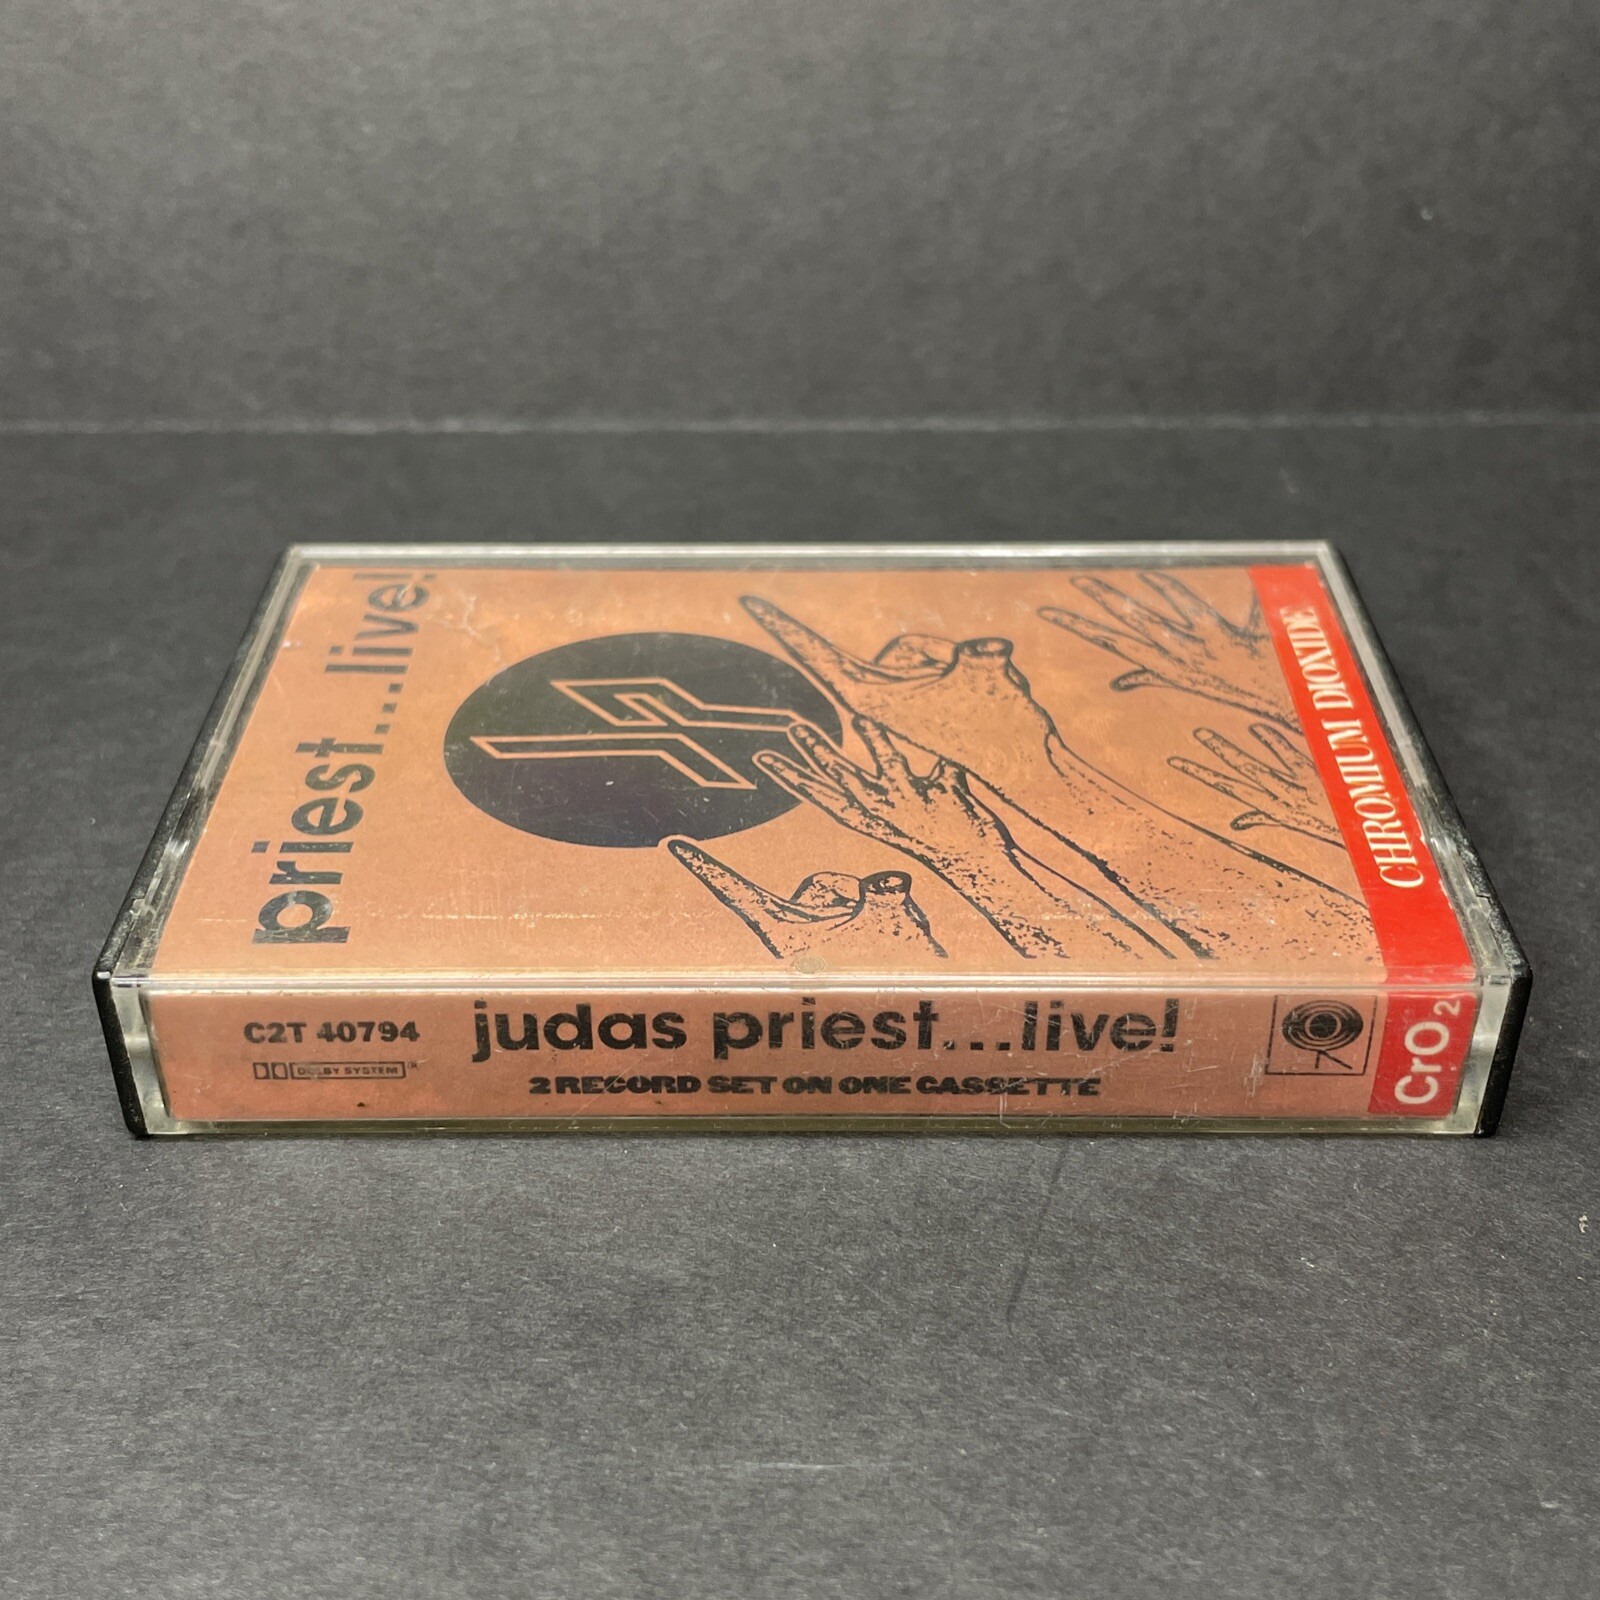 priest...live!
CHROMIUM DIOXIDE
C2T 40794
DOLBY SYSTEM ®
judas priest...live!
2 RECORD SET ON ONE CASSETTE
CrO2